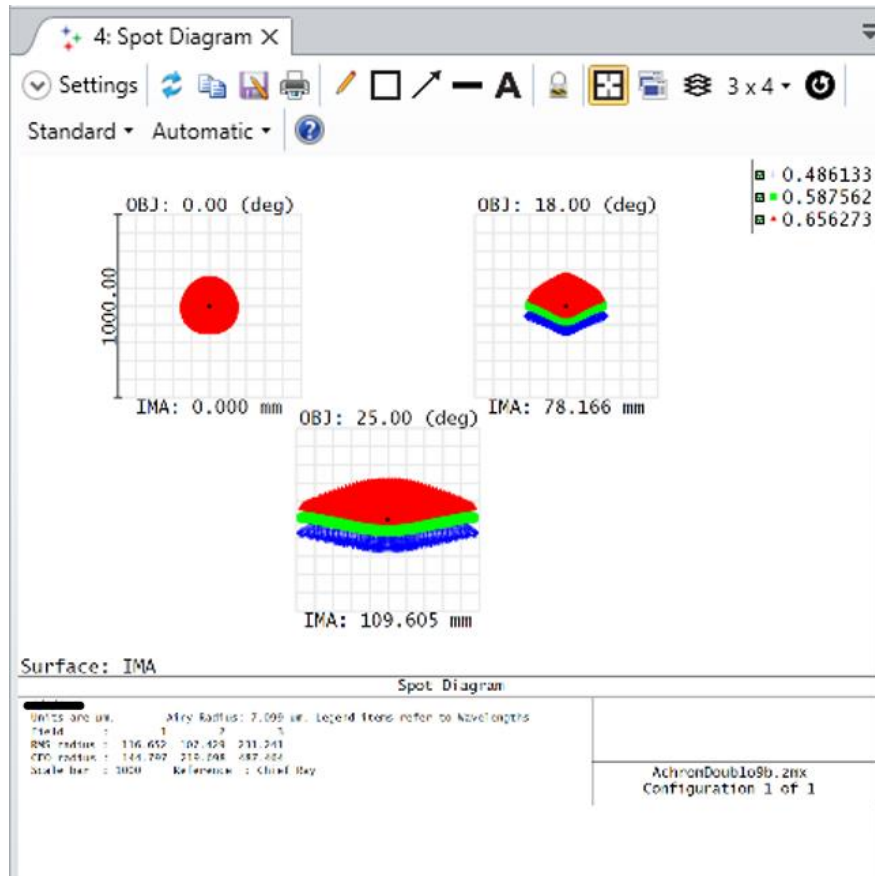 4: Spot Diagram
Settings
A
3 x 4
Standard
Automatic
0.486133
0.587562
0.656273
OBJ: 0.00 (deg)
OBJ: 18.00 (deg)
1000.00
IMA: 0.000 mm
OBJ: 25.00 (deg)
IMA: 78.166 mm
IMA: 109.605 mm
Surface: IMA
Spot Diagram
Units are µm. Airy Radius: 7.099 µm. Legend items refer to Wavelengths
Field : 1 2 3
RMS radius :
GEO radius :
Scale bar : 1000 Reference : Chief Ray
AchromDoublo9b.zmx
Configuration 1 of 1